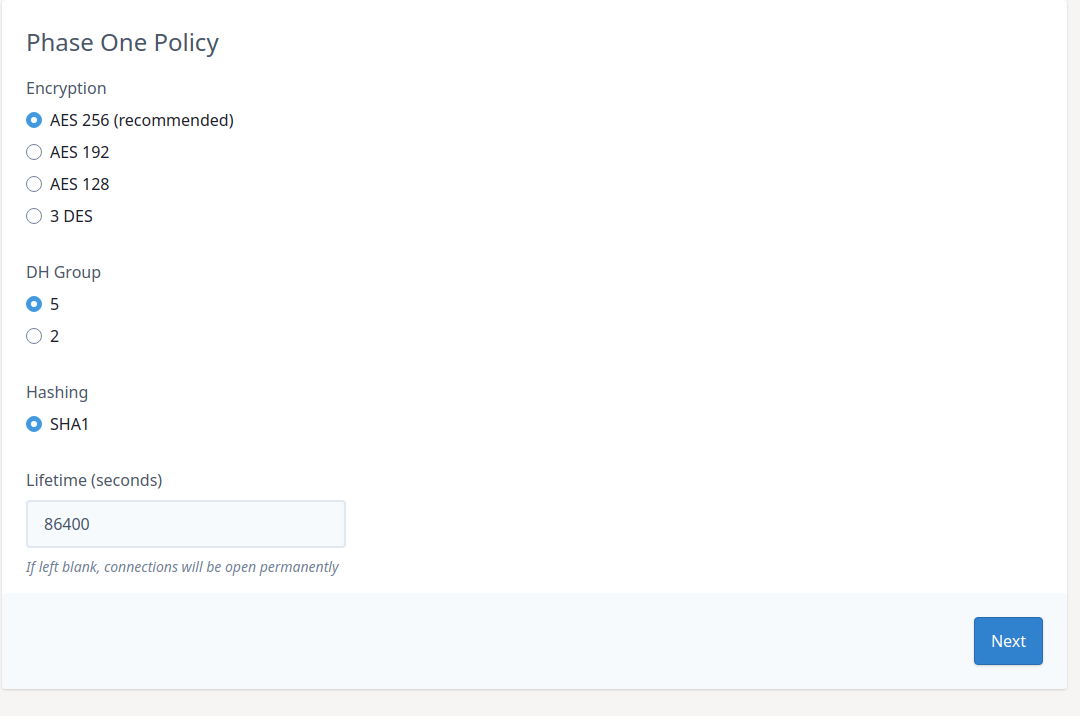 Phase One Policy
Encryption
AES 256 (recommended)
AES 192
AES 128
3 DES
DH Group
5
2
Hashing
SHA1
Lifetime (seconds)
86400
If left blank, connections will be open permanently
Next